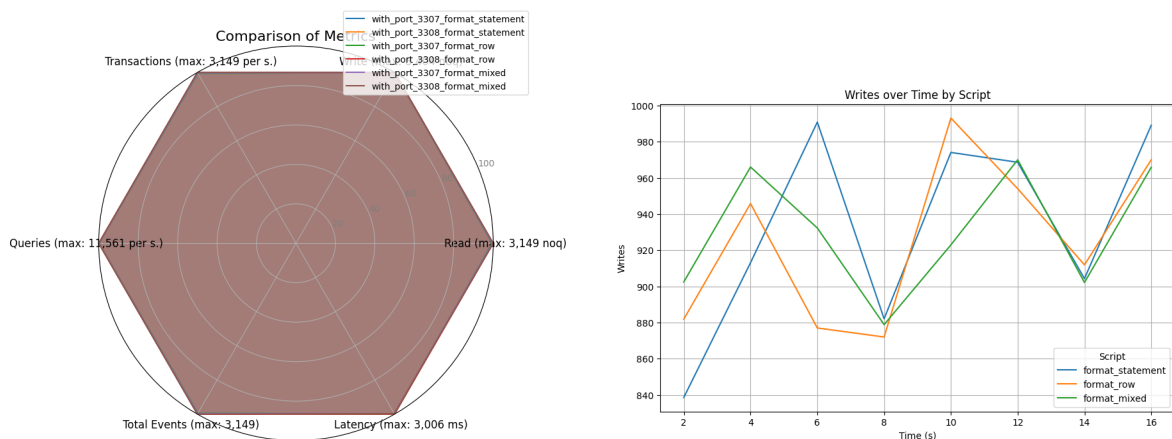 Comparison of Metrics
with_port_3307_format_statement
with_port_3308_format_statement
with_port_3307_format_row
with_port_3308_format_row
with_port_3307_format_mixed
with_port_3308_format_mixed
Transactions (max: 3,149 per s.)
100
Queries (max: 11,561 per s.)
Read (max: 3,149 noq)
Total Events (max: 3,149)
Latency (max: 3,006 ms)
Writes over Time by Script
Writes
1000
980
960
940
920
900
880
860
840
2 4 6 8 10 12 14 16
Time (s)
Script
format_statement
format_row
format_mixed